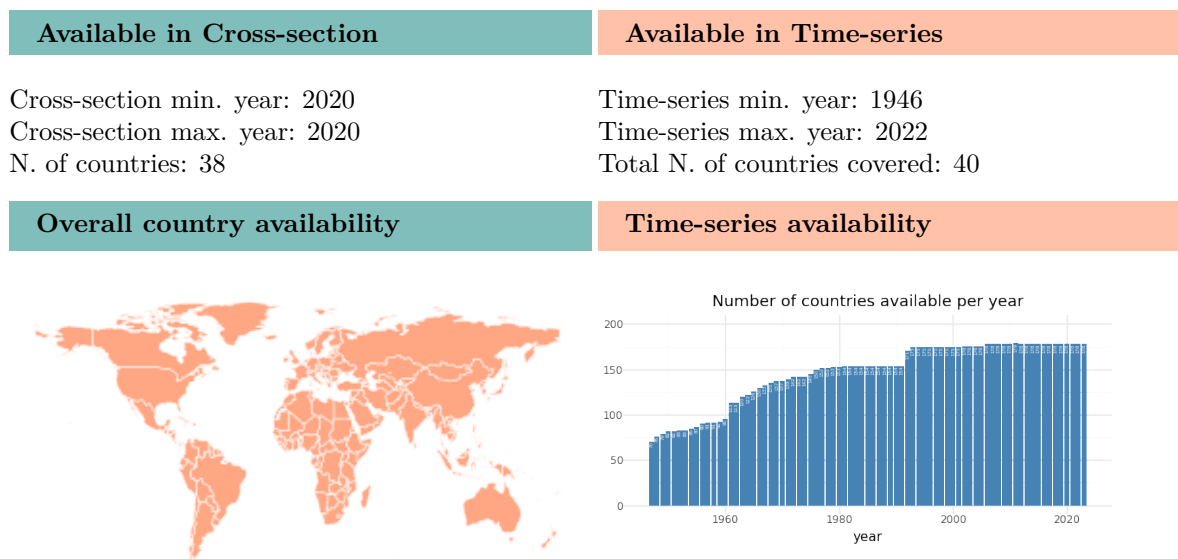 Available in Cross-section
Available in Time-series
Cross-section min. year: 2020
Cross-section max. year: 2020
N. of countries: 38
Time-series min. year: 1946
Time-series max. year: 2022
Total N. of countries covered: 40
Overall country availability
Time-series availability
Number of countries available per year
200
150
100
50
0
1960
1980
2000
2020
year